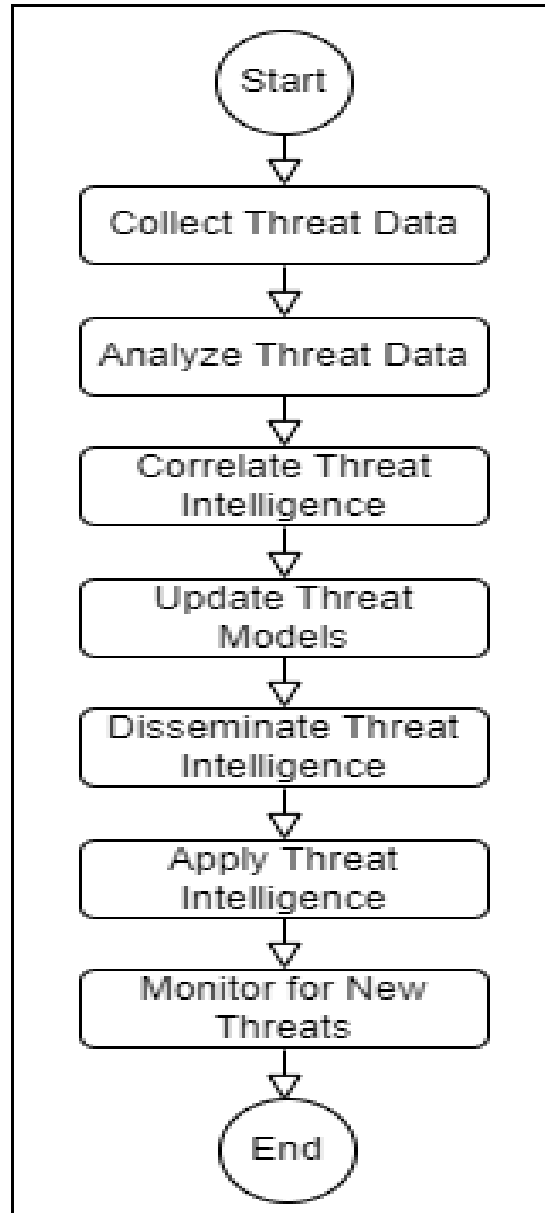 Start
Collect Threat Data
Analyze Threat Data
Correlate Threat
Intelligence
Update Threat
Models
Disseminate Threat
Intelligence
Apply Threat
Intelligence
Monitor for New
Threats
End